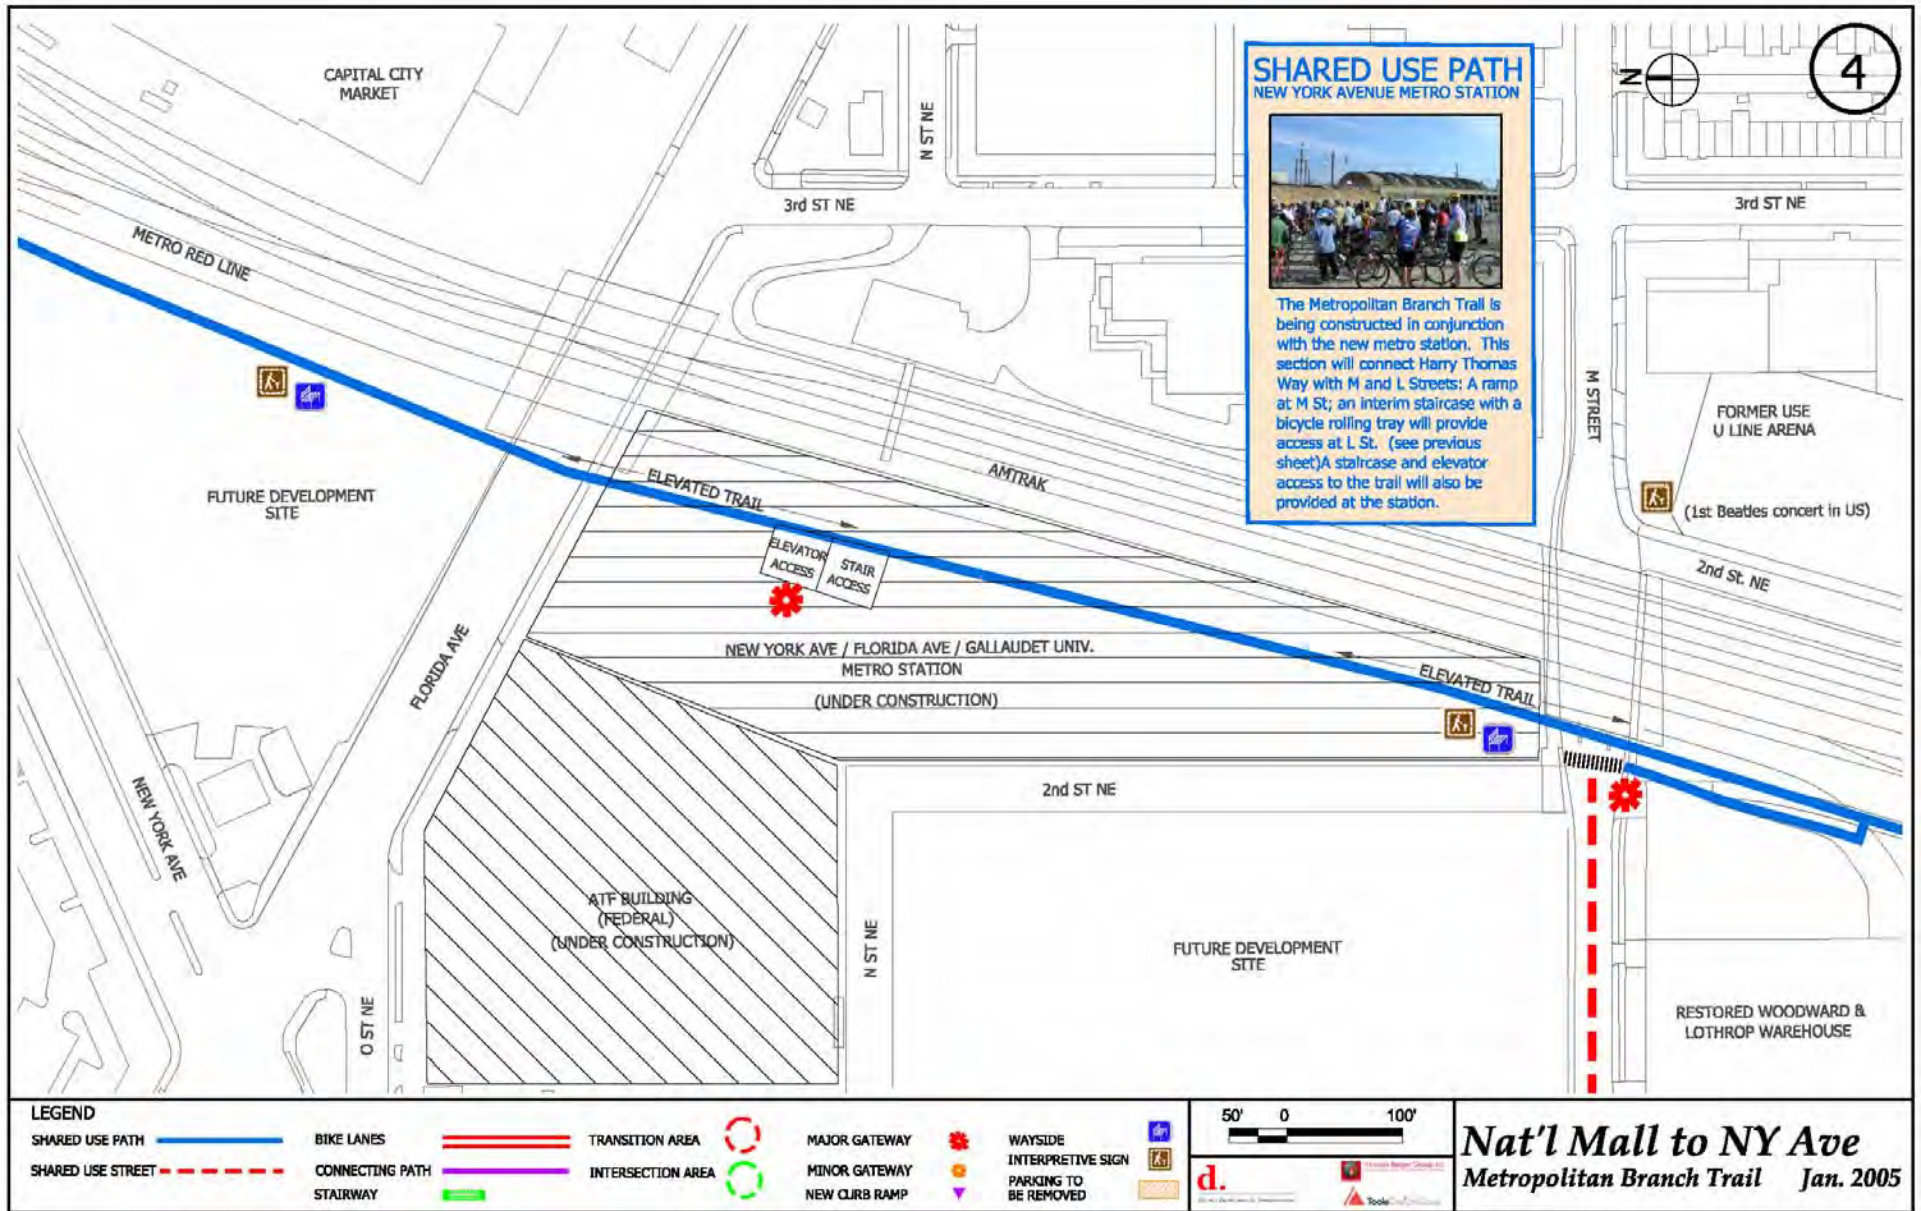 CAPITAL CITY
MARKET
N ST NE
SHARED USE PATH
NEW YORK AVENUE METRO STATION
N
4
3rd ST NE
3rd ST NE
METRO RED LINE
The Metropolitan Branch Trail is
being constructed in conjunction
with the new metro station. This
section will connect Harry Thomas
Way with M and L Streets: A ramp
at M St; an interim staircase with a
bicycle rolling tray will provide
access at L St. (see previous
sheet)A staircase and elevator
access to the trail will also be
provided at the station.
M STREET
FORMER USE
U LINE ARENA
(1st Beatles concert in US)
2nd St. NE
AMTRAK
ELEVATED TRAIL
FUTURE DEVELOPMENT
SITE
ELEVATOR
ACCESS
STAIR
ACCESS
FLORIDA AVE
NEW YORK AVE / FLORIDA AVE / GALLAUDET UNIV.
METRO STATION
(UNDER CONSTRUCTION)
ELEVATED TRAIL
2nd ST NE
NEW YORK AVE
ATF BUILDING
(FEDERAL)
(UNDER CONSTRUCTION)
N ST NE
FUTURE DEVELOPMENT
SITE
O ST NE
RESTORED WOODWARD &
LOTHROP WAREHOUSE
LEGEND
SHARED USE PATH
SHARED USE STREET
BIKE LANES
CONNECTING PATH
STAIRWAY
TRANSITION AREA
INTERSECTION AREA
MAJOR GATEWAY
MINOR GATEWAY
NEW CURB RAMP
WAYSIDE
INTERPRETIVE SIGN
PARKING TO
BE REMOVED
50' 0 100'
d.
Toole
Nat'l Mall to NY Ave
Metropolitan Branch Trail Jan. 2005